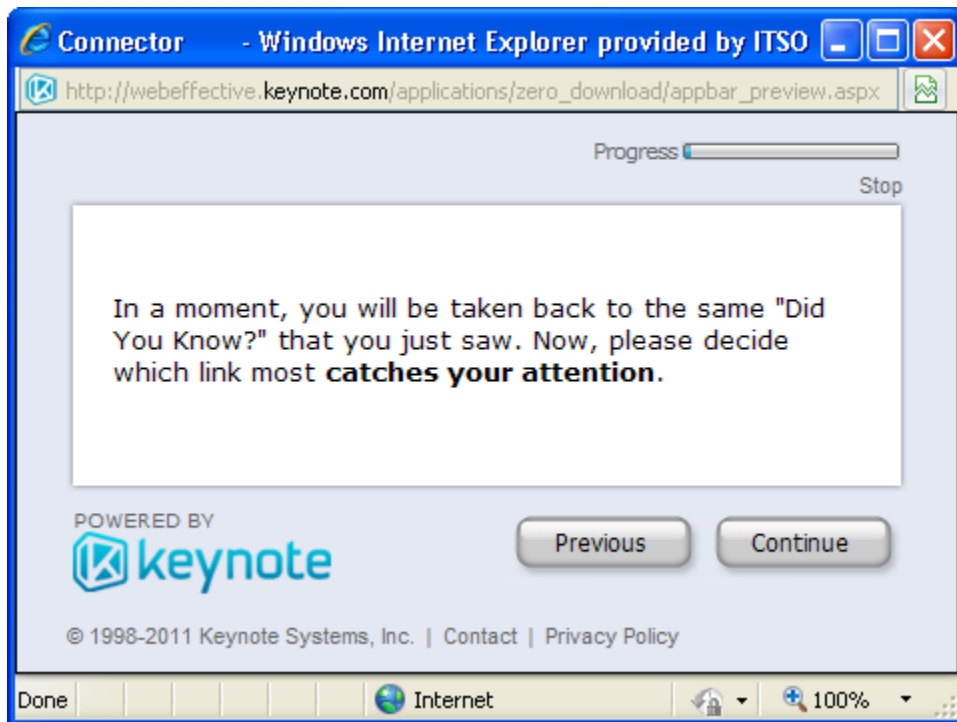 Connector - Windows Internet Explorer provided by ITSO
http://webeffective.keynote.com/applications/zero_download/appbar_preview.aspx
Progress
Stop
In a moment, you will be taken back to the same "Did
You Know?" that you just saw. Now, please decide
which link most catches your attention.
POWERED BY
keynote
Previous Continue
© 1998-2011 Keynote Systems, Inc. | Contact | Privacy Policy
Done Internet 100%